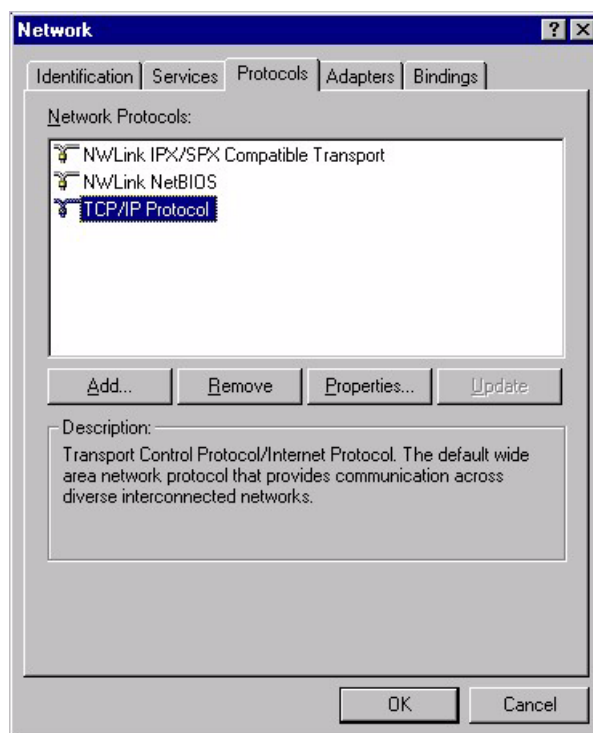 Network
Identification Services Protocols Adapters Bindings
Network Protocols:
NWLink IPX/SPX Compatible Transport
NWLink NetBIOS
TCP/IP Protocol
Add... Remove Properties... Update
Description:
Transport Control Protocol/Internet Protocol. The default wide
area network protocol that provides communication across
diverse interconnected networks.
OK Cancel